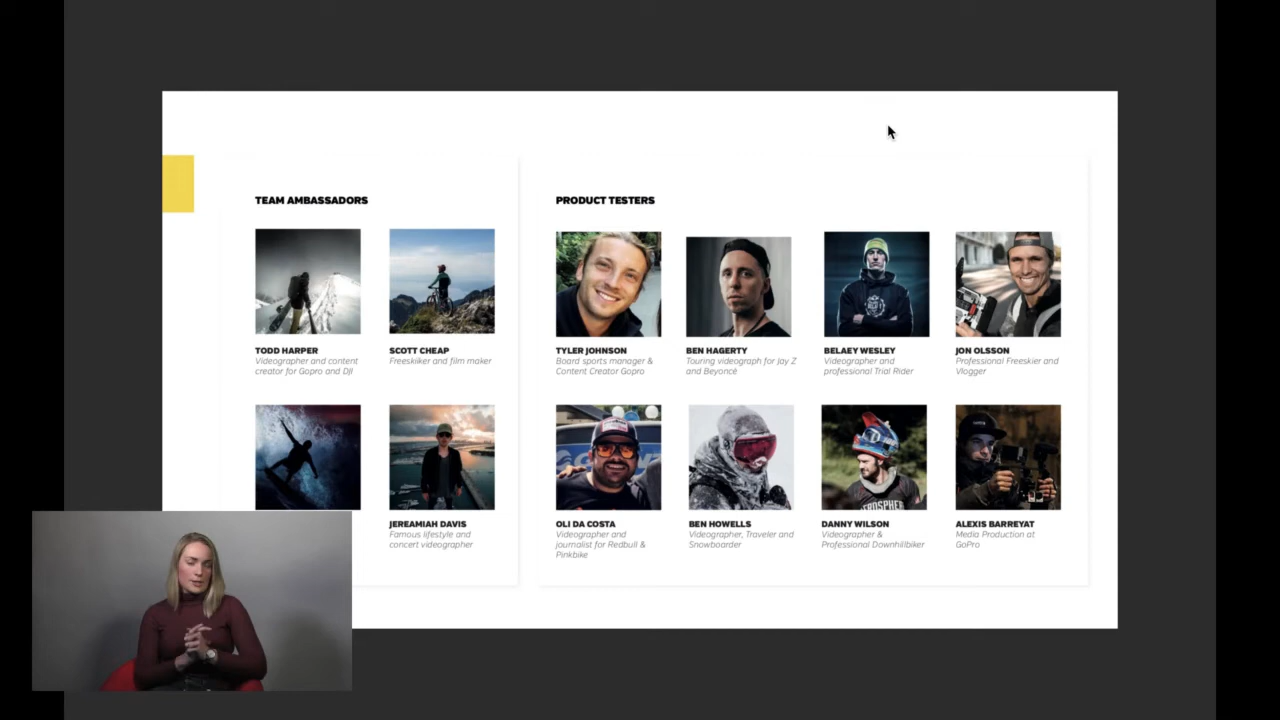 TEAM AMBASSADORS
PRODUCT TESTERS
TODD HARPER
Videographer and content
creator for Gopro and DJI
SCOTT CHEAP
Freeskiker and film maker
TYLER JOHNSON
Board sports manager &
Content Creator Gopro
BEN HAGERTY
Touring videograph for Jay Z
and Beyoncé
BELAEY WESLEY
Videographer and
professional Trial Rider
JON OLSSON
Professional Freeskier and
Vlogger
JEREAMIAH DAVIS
Famous lifestyle and
concert videographer
OLI DA COSTA
Videographer and
journalist for Redbull &
Pinkbike
BEN HOWELLS
Videographer, Traveler and
Snowboarder
DANNY WILSON
Videographer &
Professional Downhillbiker
ALEXIS BARREYAT
Media Production at
GoPro